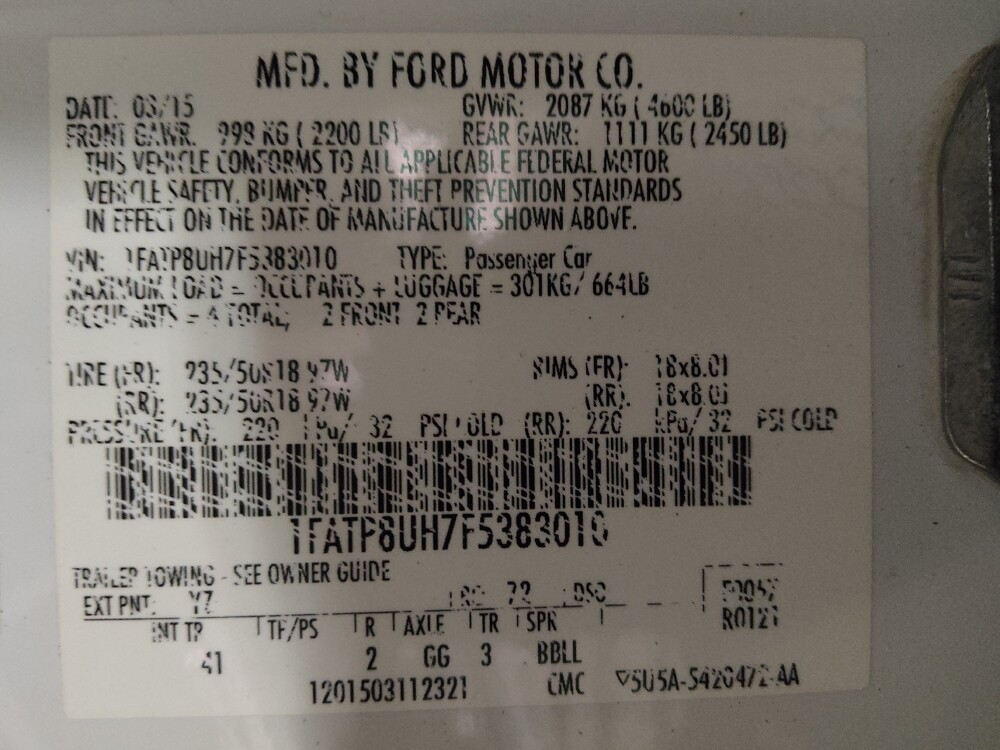 MFD. BY FORD MOTOR CO.
DATE: 03/15 GVWR: 2087 KG ( 4600 LB)
FRONT GAWR: 998 KG ( 2200 LB) REAR GAWR: 1111 KG ( 2450 LB)
THIS VEHICLE CONFORMS TO ALL APPLICABLE FEDERAL MOTOR
VEHICLE SAFETY, BUMPER, AND THEFT PREVENTION STANDARDS
IN EFFECT ON THE DATE OF MANUFACTURE SHOWN ABOVE.
VIN: 1FATP8UH7F5383010 TYPE: Passenger Car
MAXIMUM LOAD = OCCUPANTS + LUGGAGE = 301KG/ 664LB
OCCUPANTS = 4 TOTAL, 2 FRONT 2 REAR
TIRE (FR): 235/50R18 97W RIMS (FR): 18x8.0J
(RR): 235/50R18 97W (RR): 18x8.0J
PRESSURE (FR): 220 kPa/ 32 PSI COLD (RR): 220 kPa/ 32 PSI COLD
1FATP8UH7F5383010
TRAILER TOWING - SEE OWNER GUIDE
EXT PNT: YZ RC: 72 DSO
R0121
INT TR TP/PS R AXLE TR SPR
41 2 GG 3 BBLL
1201503112321 CMC ▽5U5A-5420472-AA